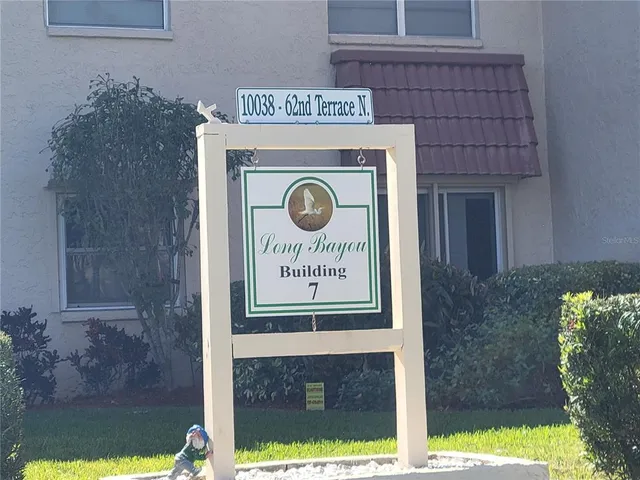 10038 - 62nd Terrace N.
Long Bayou
Building
7